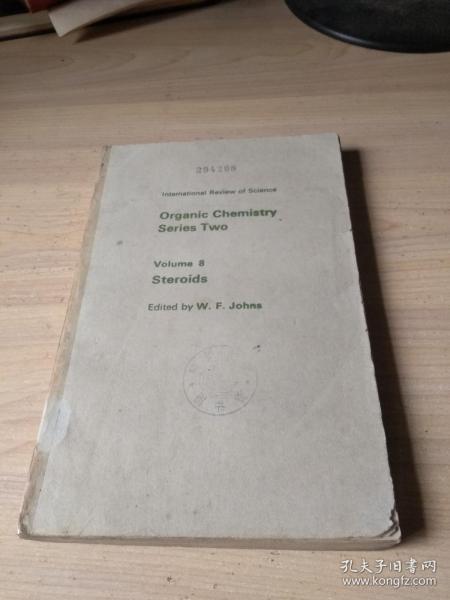 294208
International Review of Science
Organic Chemistry
Series Two
Volume 8
Steroids
Edited by W. F. Johns
孔夫子旧书网
www.kongfz.com